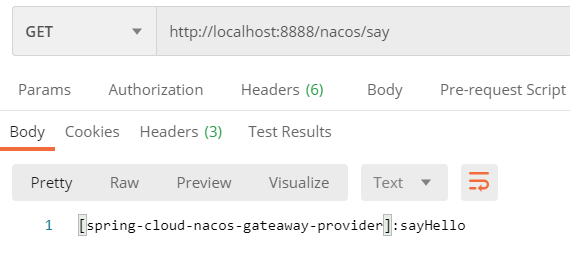 GET http://localhost:8888/nacos/say
Params Authorization Headers (6) Body Pre-request Script
Body Cookies Headers (3) Test Results
Pretty Raw Preview Visualize Text
1 [spring-cloud-nacos-gateaway-provider]:sayHello